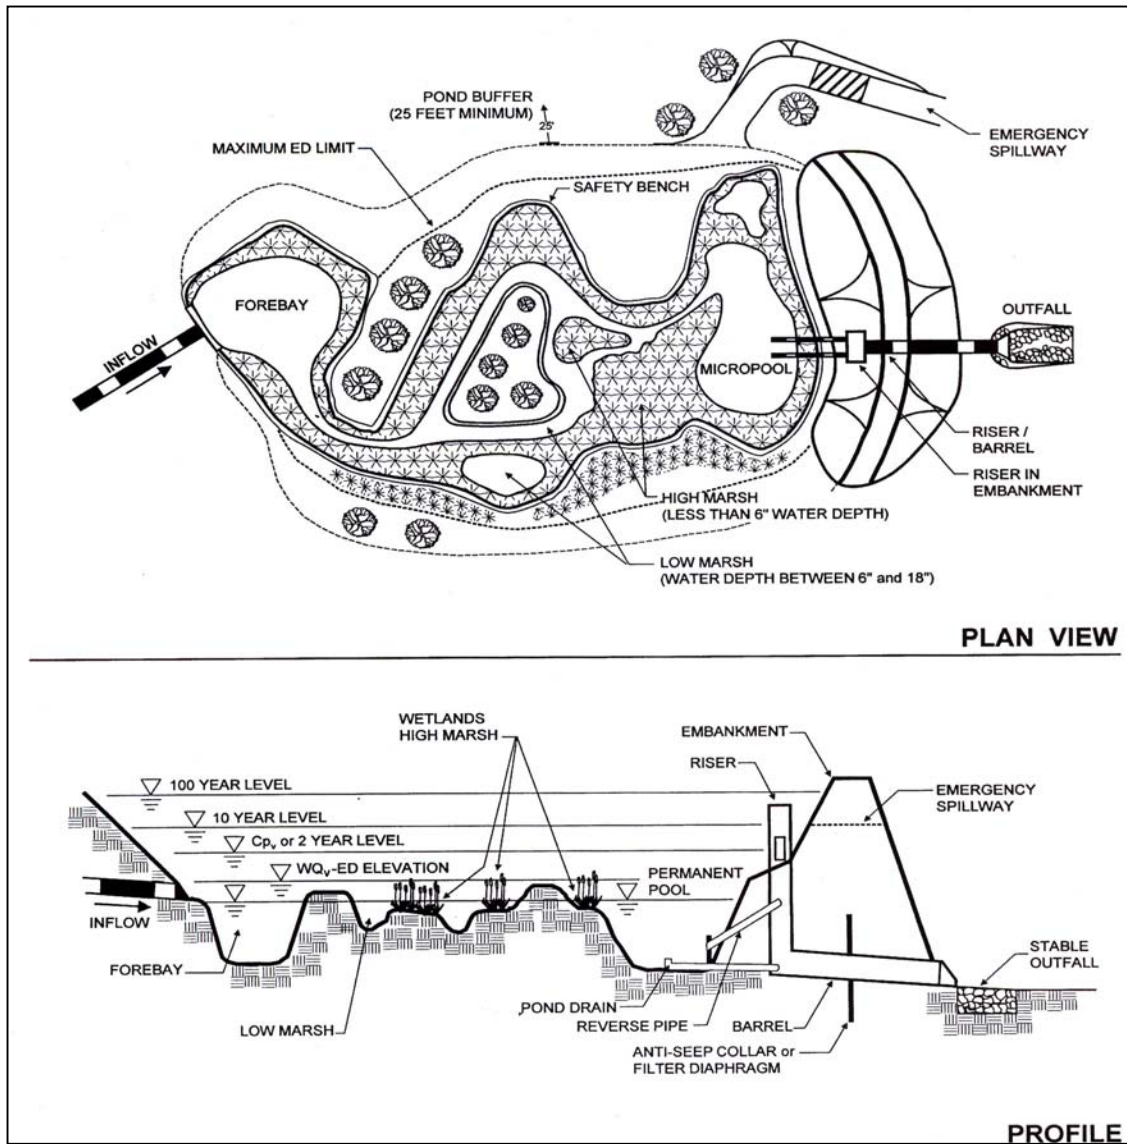 POND BUFFER
(25 FEET MINIMUM)
25'
MAXIMUM ED LIMIT
EMERGENCY
SPILLWAY
SAFETY BENCH
FOREBAY
OUTFALL
INFLOW
MICROPOOL
RISER /
BARREL
RISER IN
EMBANKMENT
HIGH MARSH
(LESS THAN 6" WATER DEPTH)
LOW MARSH
(WATER DEPTH BETWEEN 6" and 18")
PLAN VIEW
WETLANDS
HIGH MARSH
EMBANKMENT
RISER
100 YEAR LEVEL
EMERGENCY
SPILLWAY
10 YEAR LEVEL
Cpv or 2 YEAR LEVEL
WQv-ED ELEVATION
PERMANENT
POOL
INFLOW
FOREBAY
STABLE
OUTFALL
POND DRAIN
LOW MARSH
REVERSE PIPE
BARREL
ANTI-SEEP COLLAR or
FILTER DIAPHRAGM
PROFILE